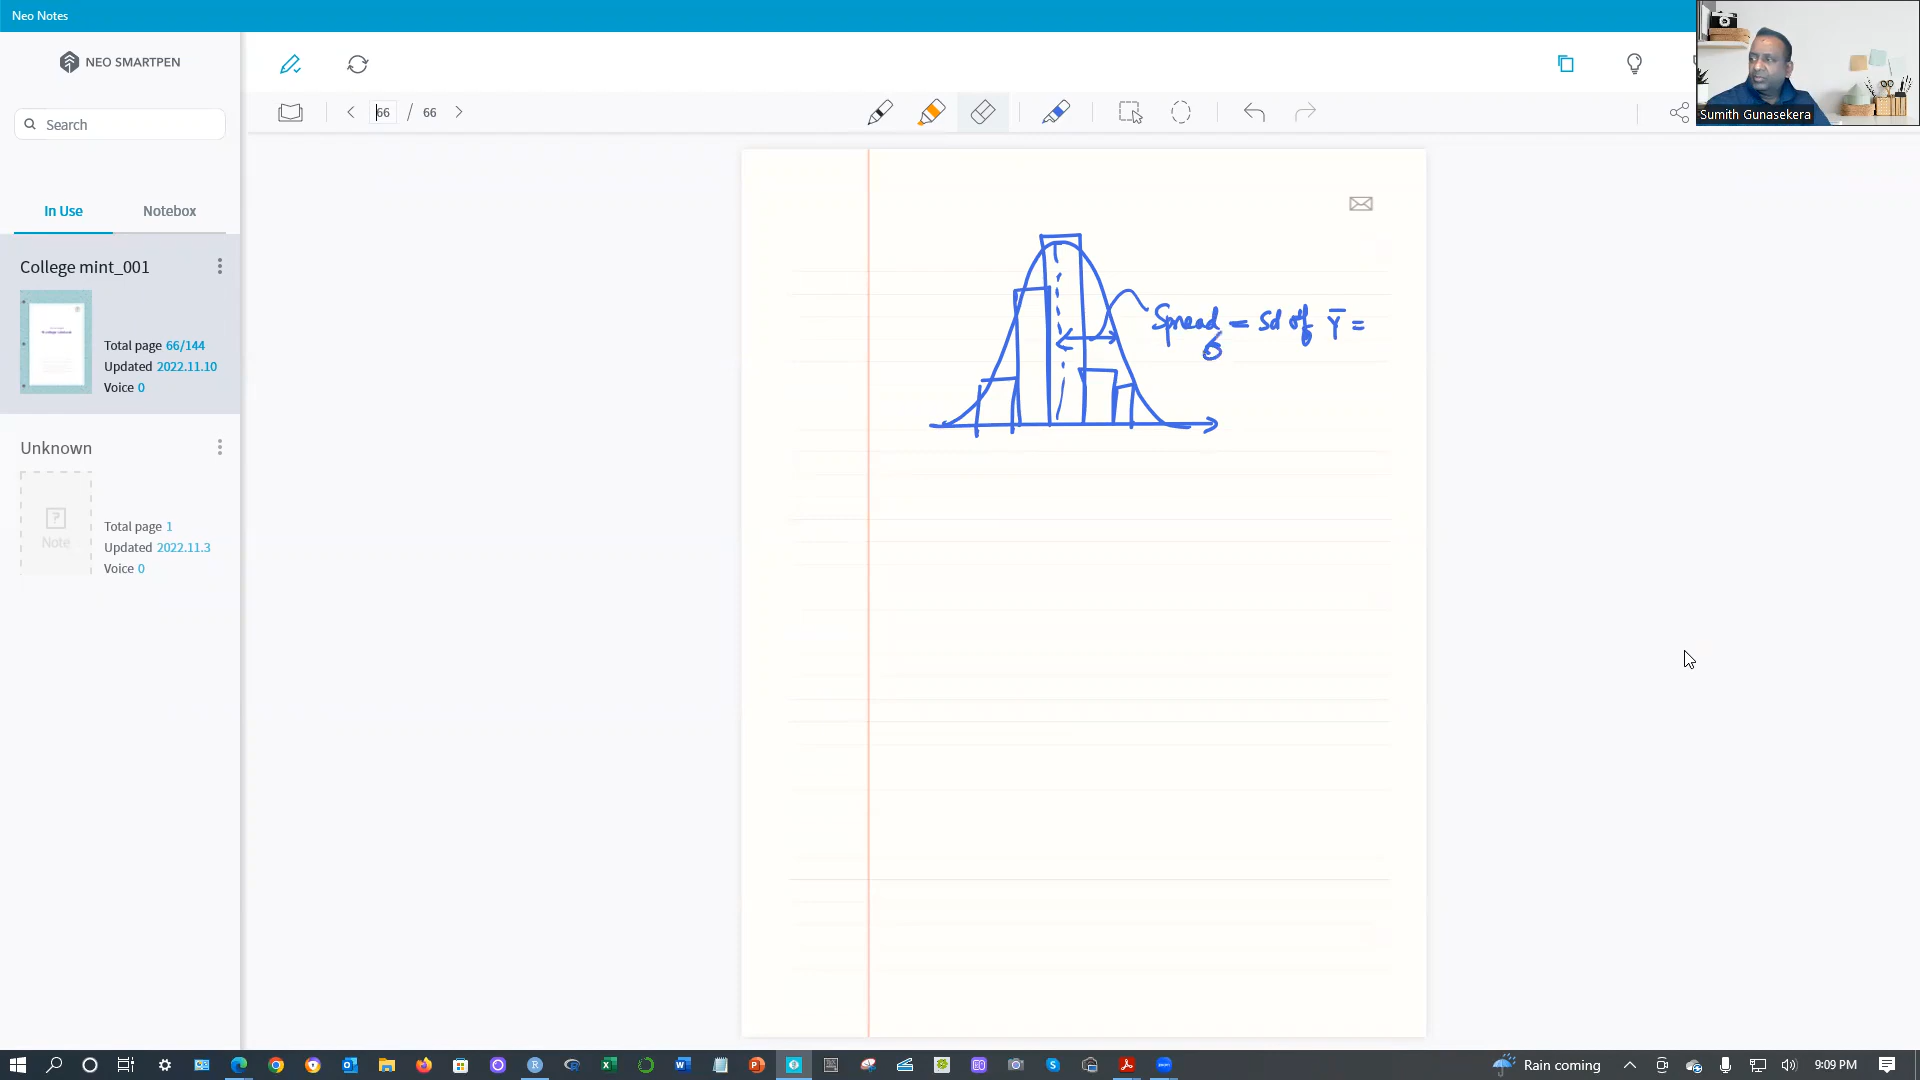 Neo Notes
NEO SMARTPEN
Search
In Use
Notebox
College mint_001
Total page 66/144
Updated 2022.11.10
Voice 0
Unknown
?
Note
Total page 1
Updated 2022.11.3
Voice 0
66 / 66
Sumith Gunasekera
Spread = Sd of Ȳ =
Rain coming
9:09 PM